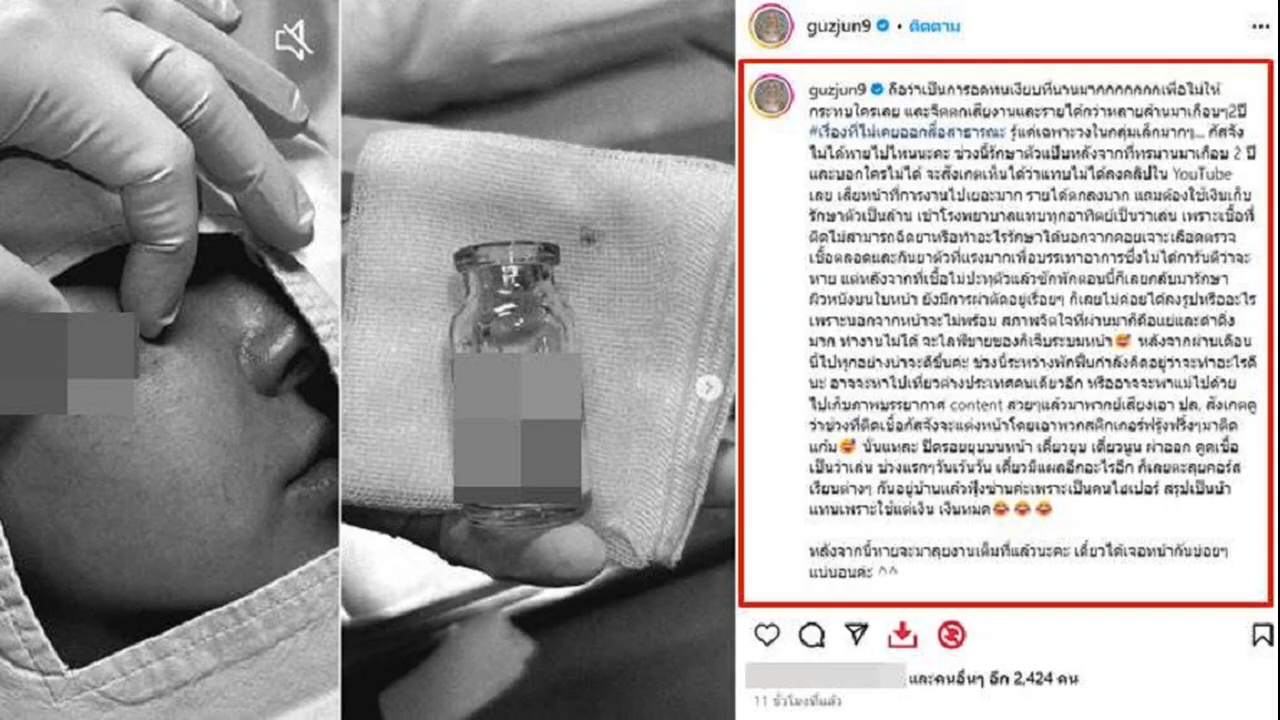 guzjun9 • ติดตาม
guzjun9 ถือว่าเป็นการอดทนเงียบที่นานมากกกกกกกกเพื่อไม่ให้
กระทบใครเลย และจิตตกเสียงานและรายได้กว่าหลายล้านมาเกือบๆ2ปี
#เรื่องที่ไม่เคยออกสื่อสาธารณะ รู้แค่เฉพาะวงในกลุ่มเล็กมากๆ... กัสจัง
ไม่ได้หายไปไหนนะคะ ช่วงนี้รักษาตัวแป๊บหลังจากที่ทรมานมาเกือบ 2 ปี
และบอกใครไม่ได้ จะสังเกตเห็นได้ว่าแทบไม่ได้ลงคลิปใน YouTube
เลย เสียหน้าที่การงานไปเยอะมาก รายได้ตกลงมาก แถมต้องใช้เงินเก็บ
รักษาตัวเป็นล้าน เข้าโรงพยาบาลแทบทุกอาทิตย์เป็นว่าเล่น เพราะเชื้อที่
ติดไม่สามารถฉีดยาหรือทำอะไรรักษาได้นอกจากคอยเจาะเลือดตรวจ
เชื้อตลอดและกินยาตัวที่แรงมากเพื่อบรรเทาอาการซึ่งไม่ได้การันตีว่าจะ
หาย แต่หลังจากที่เชื้อไม่ปะทุตัวแล้วซักพักตอนนี้ก็เลยกลับมารักษา
ผิวหนังบนใบหน้า ยังมีการผ่าตัดอยู่เรื่อยๆ ก็เลยไม่ค่อยได้ลงรูปหรืออะไร
เพราะนอกจากหน้าจะไม่พร้อม สภาพจิตใจที่ผ่านมาก็คือแย่และดำดิ่ง
มาก ทำงานไม่ได้ จะไลฟ์ขายของก็เจ็บระบมหน้า😅 หลังจากผ่านเดือน
นี้ไปทุกอย่างน่าจะดีขึ้นค่ะ ช่วงนี้ระหว่างพักฟื้นกำลังคิดอยู่ว่าจะทำอะไรดี
นะ อาจจะหาไปเที่ยวต่างประเทศคนเดียวอีก หรืออาจจะพาแม่ไปด้วย
ไปเก็บภาพบรรยากาศ content สวยๆแล้วมาพากย์เสียงเอา ปล. สังเกตดู
ว่าช่วงที่ติดเชื้อกัสจังจะแต่งหน้าโดยเอาพวกสติกเกอร์ฟรุ้งฟริ้งๆมาติด
แก้ม😅 นั่นแหละ ปิดรอยยุบบนหน้า เดี๋ยวยุบ เดี๋ยวนูน ผ่าออก ดูดเชื้อ
เป็นว่าเล่น ช่วงแรกๆวันเว้นวัน เดี๋ยวมีแผลอีกอะไรอีก ก็เลยตะลุยคอร์ส
เรียนต่างๆ กันอยู่บ้านแล้วฟุ้งซ่านค่ะเพราะเป็นคนไฮเปอร์ สรุปเป็นบ้า
แทนเพราะใช้แต่เงิน เงินหมด😂😂😂
หลังจากนี้หายจะมาลุยงานเต็มที่แล้วนะคะ เดี๋ยวได้เจอหน้ากันบ่อยๆ
แน่นอนค่ะ ^^
และคนอื่นๆ อีก 2,424 คน
11 ชั่วโมงที่แล้ว